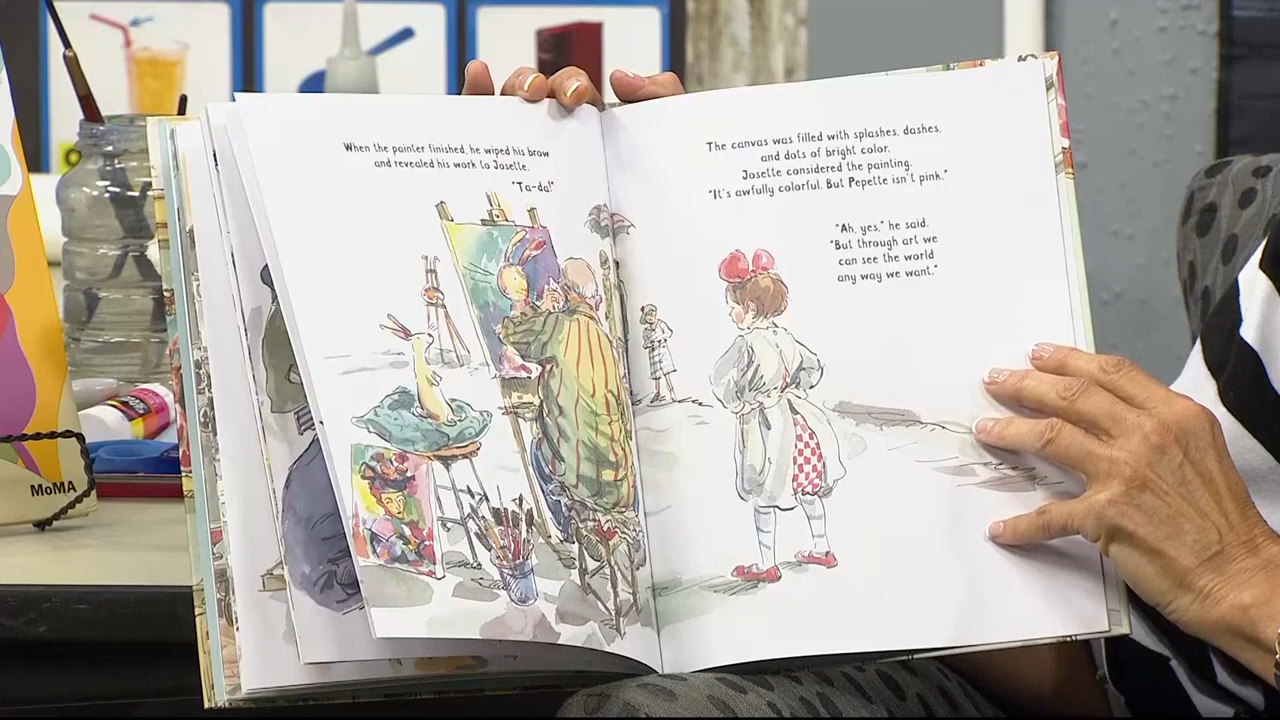 When the painter finished, he wiped his brow
and revealed his work to Josette.
"Ta-da!"
The canvas was filled with splashes, dashes,
and dots of bright color.
Josette considered the painting.
"It's awfully colorful. But Pepette isn't pink."
"Ah, yes," he said.
"But through art we
can see the world
any way we want."
MoMA